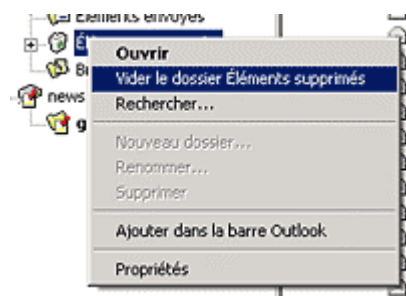 Éléments envoyés
Ouvrir
Vider le dossier Éléments supprimés
Rechercher...
news
Nouveau dossier...
Renommer...
Supprimer
Ajouter dans la barre Outlook
Propriétés